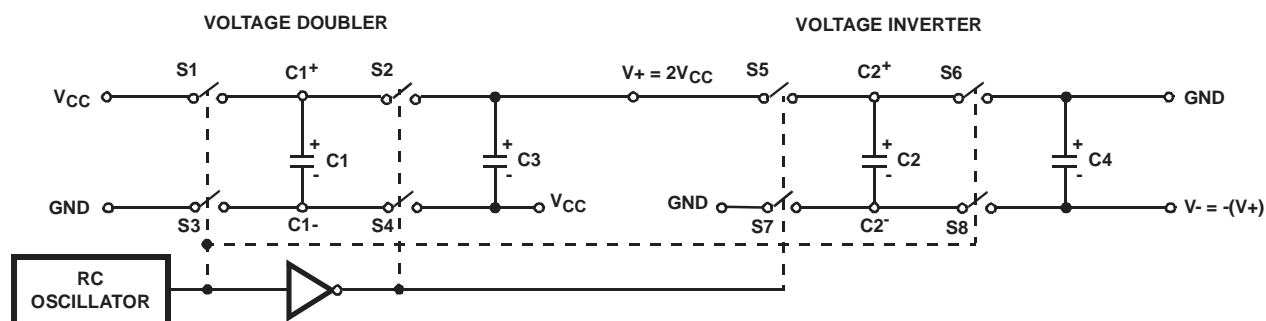 VOLTAGE DOUBLER
VOLTAGE INVERTER
S1 C1+ S2 V+ = 2VCC S5 C2+ S6
VCC GND
+ C1 - + C3 - + C2 - + C4 -
GND VCC GND V- = -(V+)
S3 C1- S4 S7 C2- S8
RC
OSCILLATOR